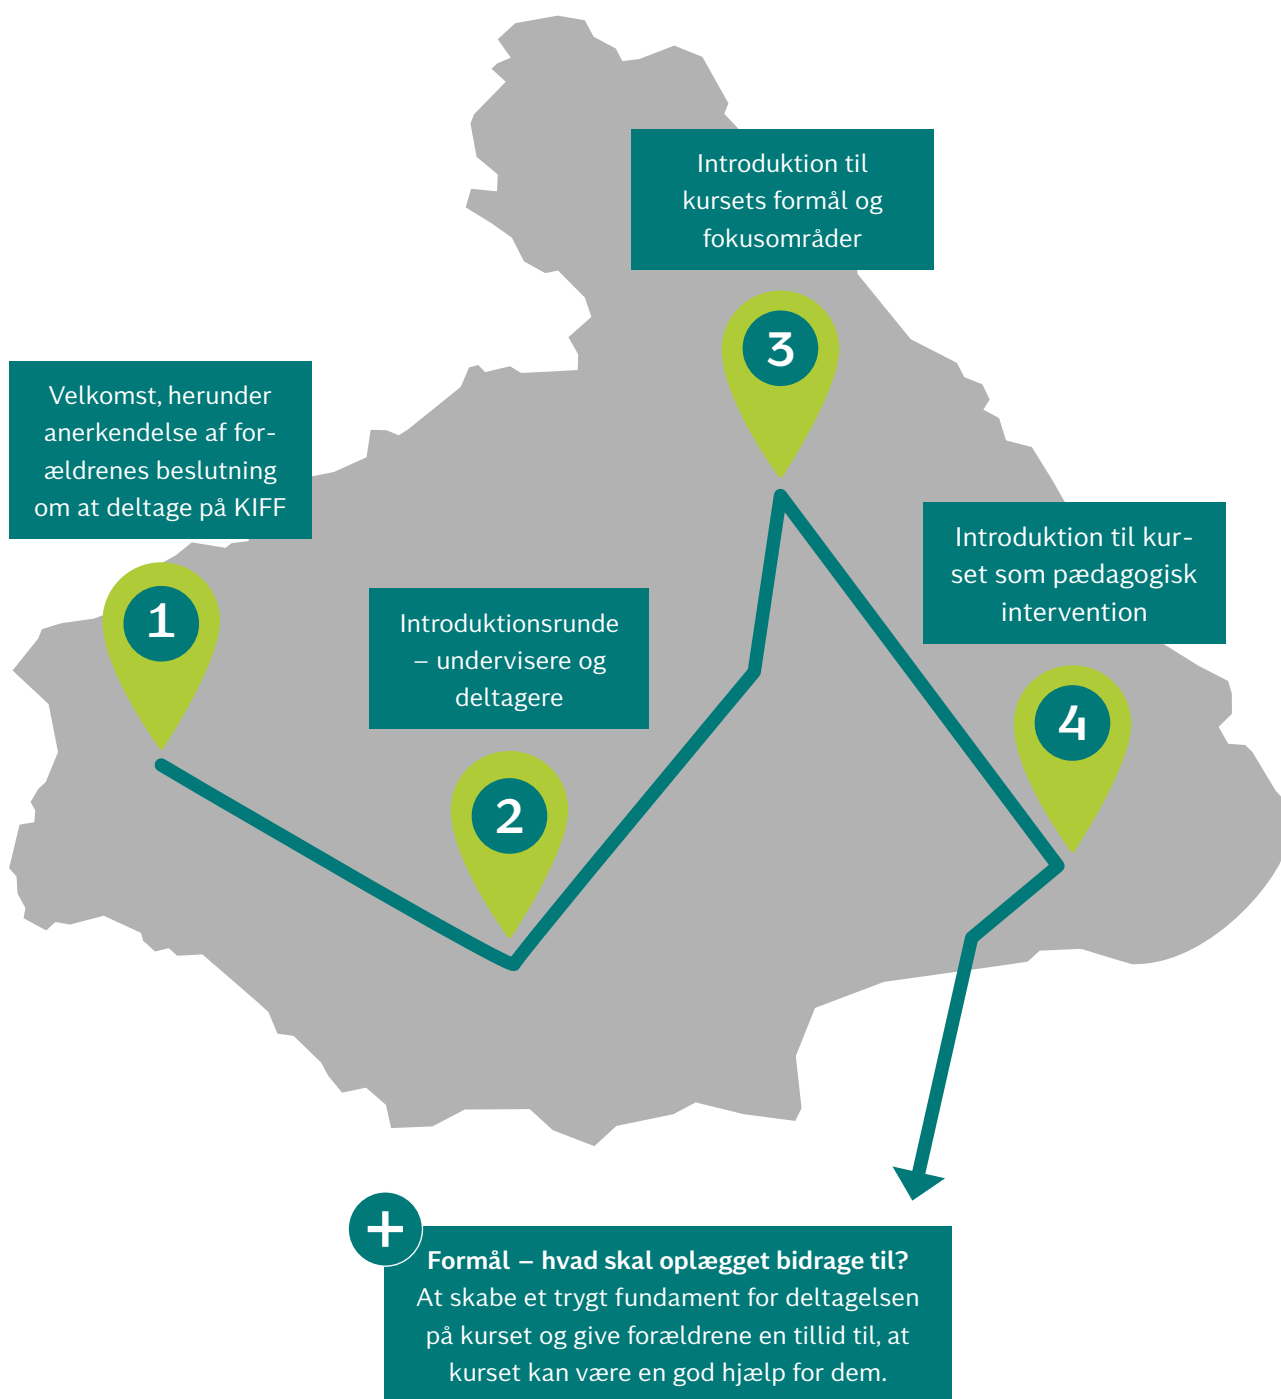 Velkomst, herunder
anerkendelse af for-
ældrenes beslutning
om at deltage på KIFF
1
Introduktionsrunde
– undervisere og
deltagere
2
Introduktion til
kursets formål og
fokusområder
3
Introduktion til kur-
set som pædagogisk
intervention
4
+
Formål – hvad skal oplægget bidrage til?
At skabe et trygt fundament for deltagelsen
på kurset og give forældrene en tillid til, at
kurset kan være en god hjælp for dem.